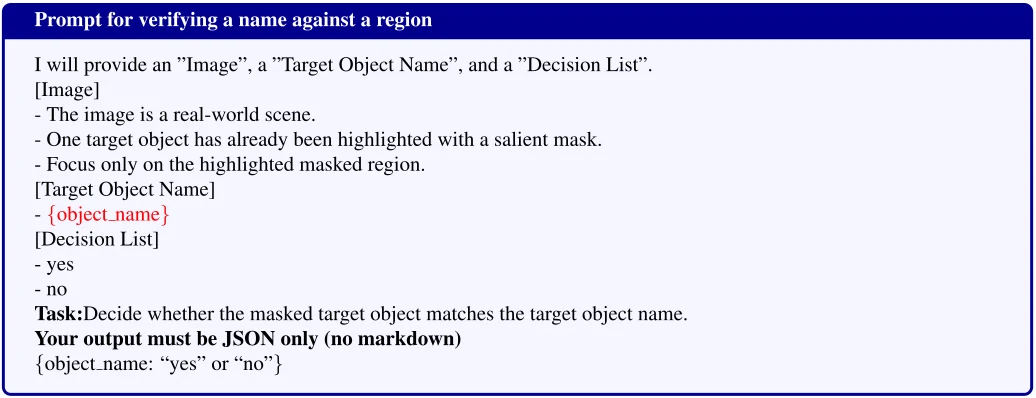 Prompt for verifying a name against a region
I will provide an ”Image”, a ”Target Object Name”, and a ”Decision List”.
[Image]
- The image is a real-world scene.
- One target object has already been highlighted with a salient mask.
- Focus only on the highlighted masked region.
[Target Object Name]
- {object_name}
[Decision List]
- yes
- no
Task:Decide whether the masked target object matches the target object name.
Your output must be JSON only (no markdown)
{object_name: “yes” or “no”}